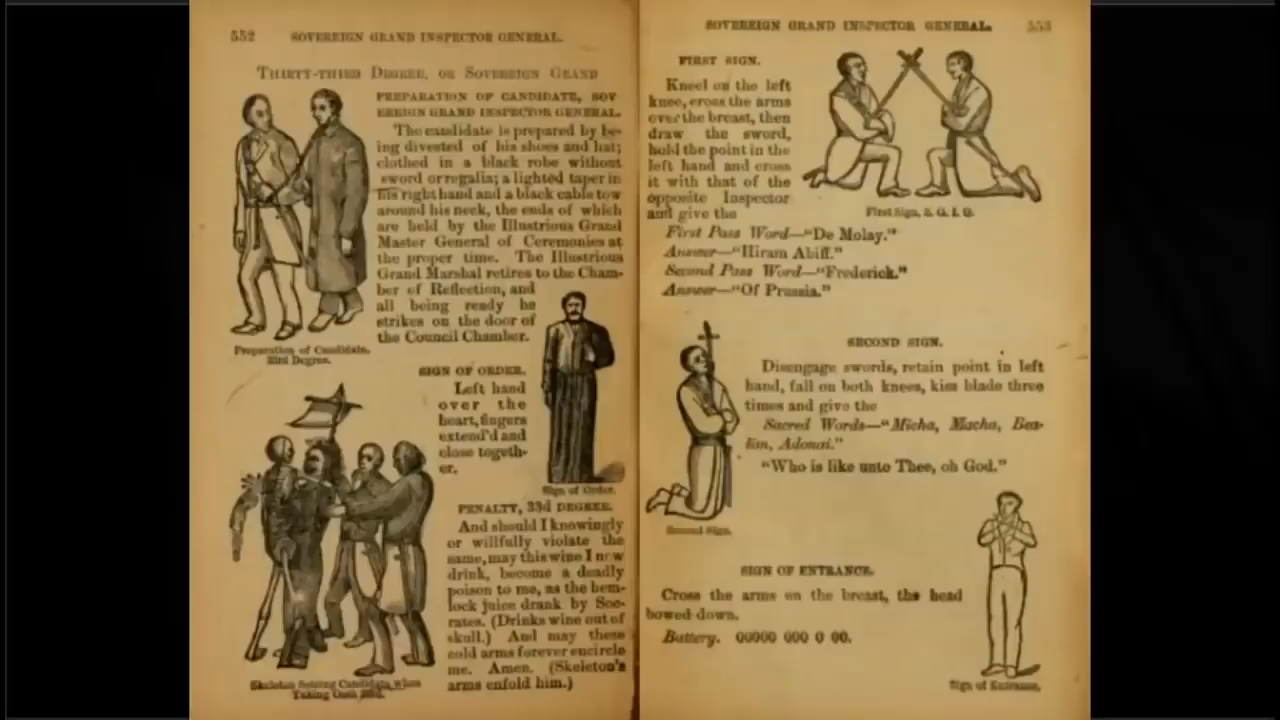 552 SOVEREIGN GRAND INSPECTOR GENERAL.
THIRTY-THIRD DEGREE, OR SOVEREIGN GRAND
PREPARATION OF CANDIDATE, SOV-
EREIGN GRAND INSPECTOR GENERAL.
The candidate is prepared by be-
ing divested of his shoes and hat;
clothed in a black robe without
sword or regalia; a lighted taper in
his right hand and a black cable tow
around his neck, the ends of which
are held by the Illustrious Grand
Master General of Ceremonies at
the proper time. The Illustrious
Grand Marshal retires to the Cham-
ber of Reflection, and
all being ready he
strikes on the door of
the Council Chamber.
Preparation of Candidate,
33rd Degree.
SIGN OF ORDER.
Left hand
over the
heart, fingers
extend'd and
close togeth-
er.
Sign of Order.
PENALTY, 33d DEGREE.
And should I knowingly
or willfully violate the
same, may this wine I now
drink, become a deadly
poison to me, as the hem-
lock juice drank by Soc-
rates. (Drinks wine out of
skull.) And may these
cold arms forever encircle
me. Amen. (Skeleton's
arms enfold him.)
Skeleton Seizing Candidate when
Taking Oath 33d.
SOVEREIGN GRAND INSPECTOR GENERAL. 553
FIRST SIGN.
Kneel on the left
knee, cross the arms
over the breast, then
draw the sword,
hold the point in the
left hand and cross
it with that of the
opposite Inspector
and give the
First Sign, S. G. I. G.
First Pass Word—"De Molay."
Answer—"Hiram Abiff."
Second Pass Word—"Frederick."
Answer—"Of Prussia."
SECOND SIGN.
Disengage swords, retain point in left
hand, fall on both knees, kiss blade three
times and give the
Sacred Words—"Micha, Macha, Bea-
lim, Adonai."
"Who is like unto Thee, oh God."
Second Sign.
SIGN OF ENTRANCE.
Cross the arms on the breast, the head
bowed down.
Battery. 00000 000 0 00.
Sign of Entrance.